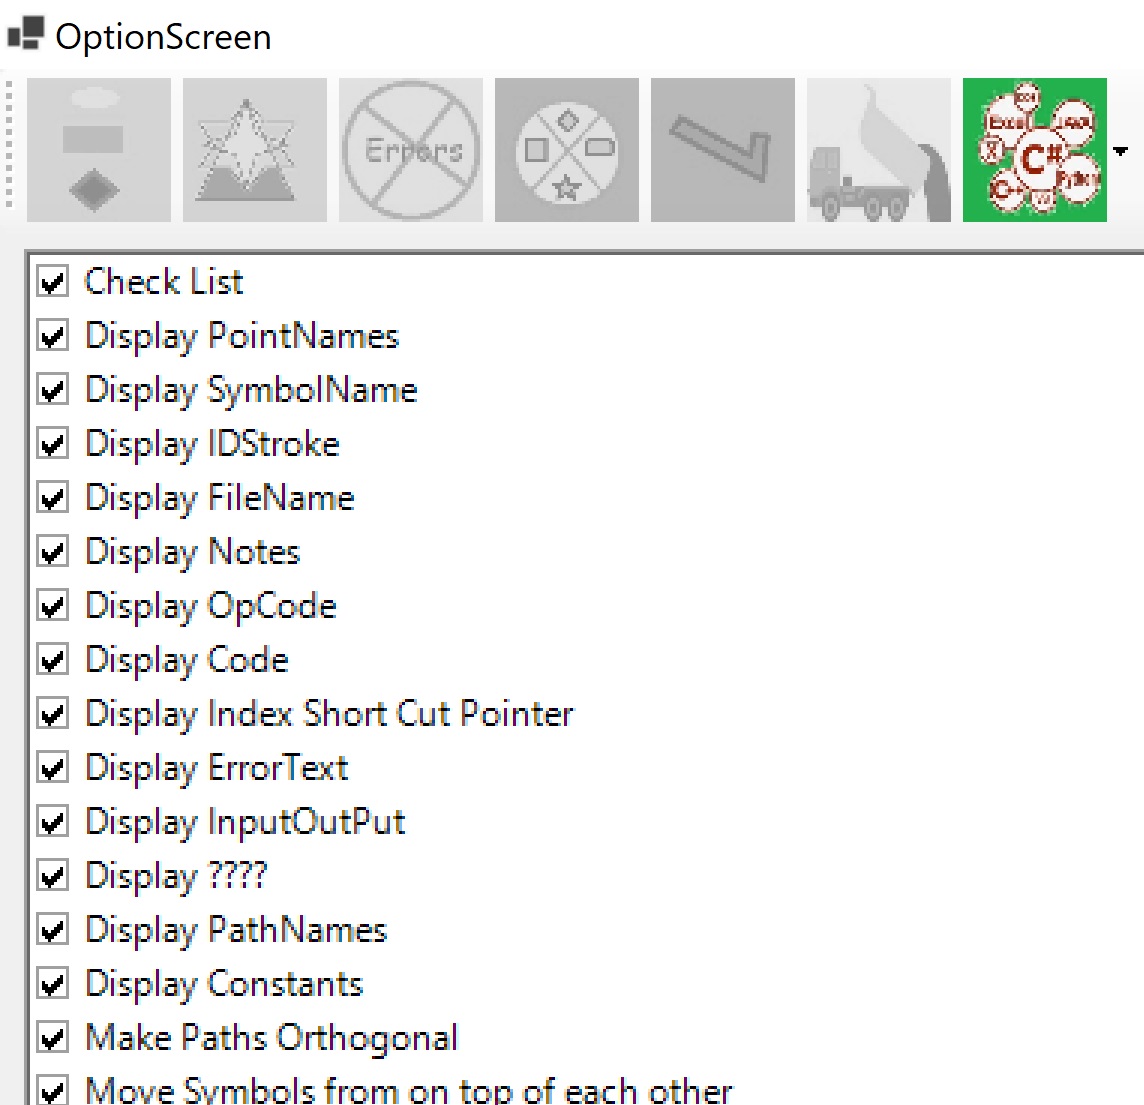 OptionScreen
Errors
Excel
JAVA
C#
Python
C++
Check List
Display PointNames
Display SymbolName
Display IDStroke
Display FileName
Display Notes
Display OpCode
Display Code
Display Index Short Cut Pointer
Display ErrorText
Display InputOutPut
Display ????
Display PathNames
Display Constants
Make Paths Orthogonal
Move Symbols from on top of each other